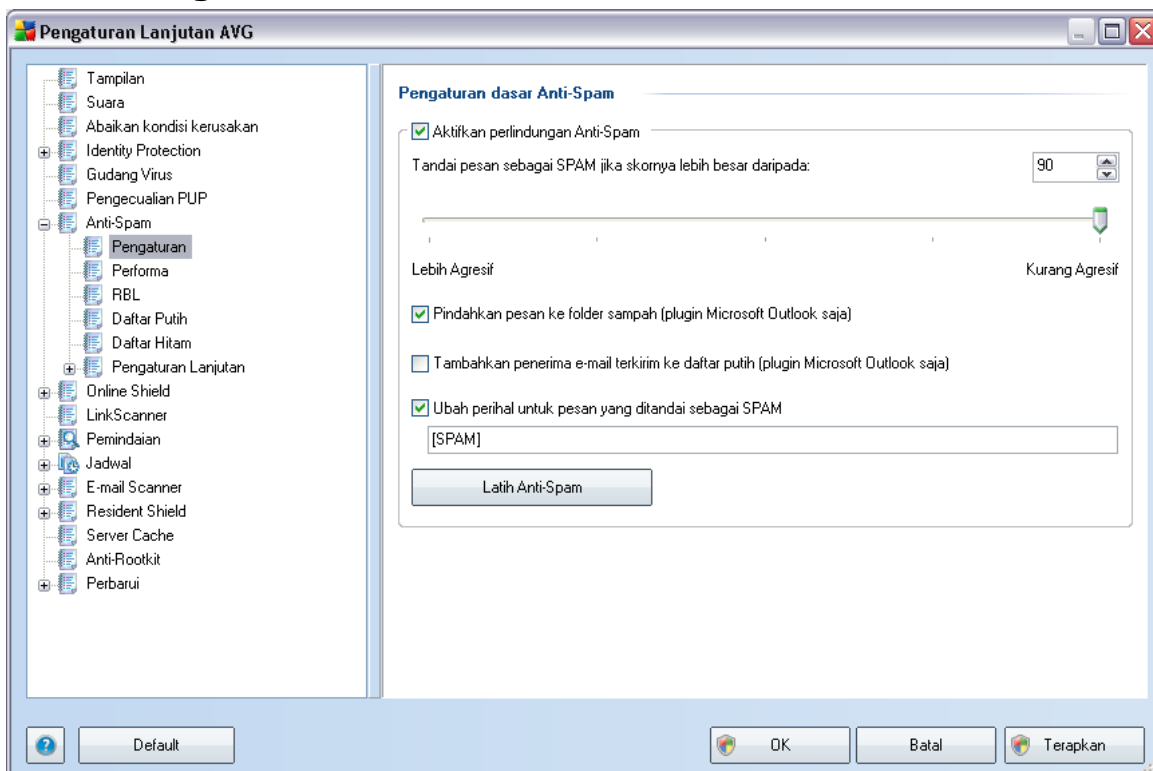 Pengaturan Lanjutan AVG
Tampilan
Suara
Abaikan kondisi kerusakan
Identity Protection
Gudang Virus
Pengecualian PUP
Anti-Spam
Pengaturan
Performa
RBL
Daftar Putih
Daftar Hitam
Pengaturan Lanjutan
Online Shield
LinkScanner
Pemindaian
Jadwal
E-mail Scanner
Resident Shield
Server Cache
Anti-Rootkit
Perbarui
Pengaturan dasar Anti-Spam
Aktifkan perlindungan Anti-Spam
Tandai pesan sebagai SPAM jika skornya lebih besar daripada: 90
Lebih Agresif Kurang Agresif
Pindahkan pesan ke folder sampah (plugin Microsoft Outlook saja)
Tambahkan penerima e-mail terkirim ke daftar putih (plugin Microsoft Outlook saja)
Ubah perihal untuk pesan yang ditandai sebagai SPAM
[SPAM]
Latih Anti-Spam
? Default OK Batal Terapkan